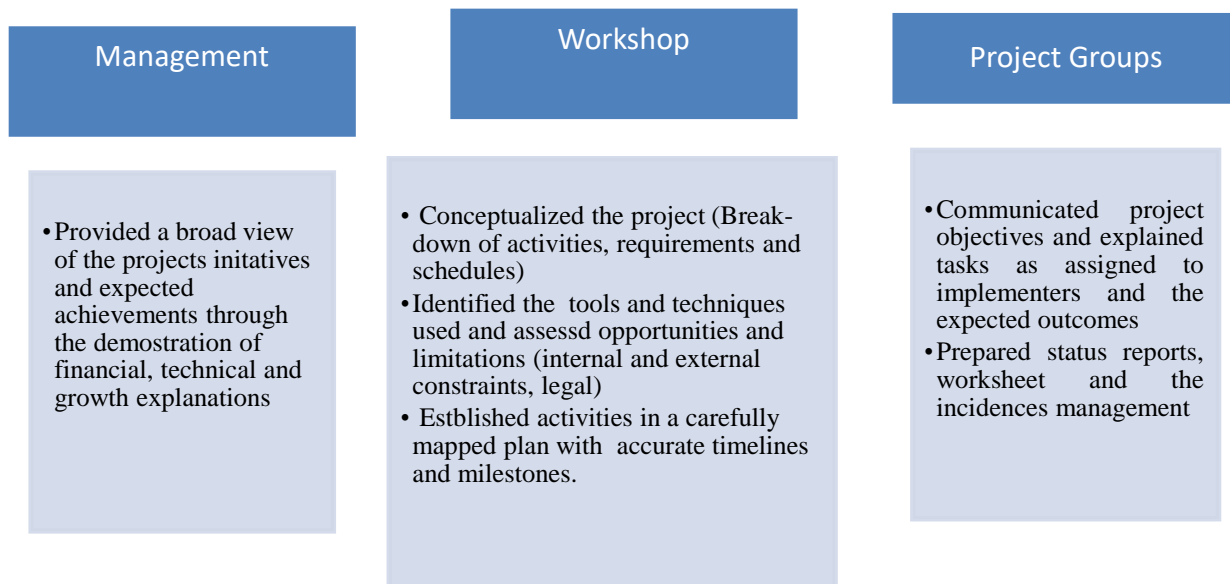 Management
•Provided a broad view
of the projects initatives
and expected
achievements through
the demostration of
financial, technical and
growth explanations
Workshop
• Conceptualized the project (Break-
down of activities, requirements and
schedules)
•Identified the tools and techniques
used and assessd opportunities and
limitations (internal and external
constraints, legal)
• Estblished activities in a carefully
mapped plan with accurate timelines
and milestones.
Project Groups
•Communicated project
objectives and explained
tasks as assigned to
implementers and the
expected outcomes
•Prepared status reports,
worksheet and the
incidences management